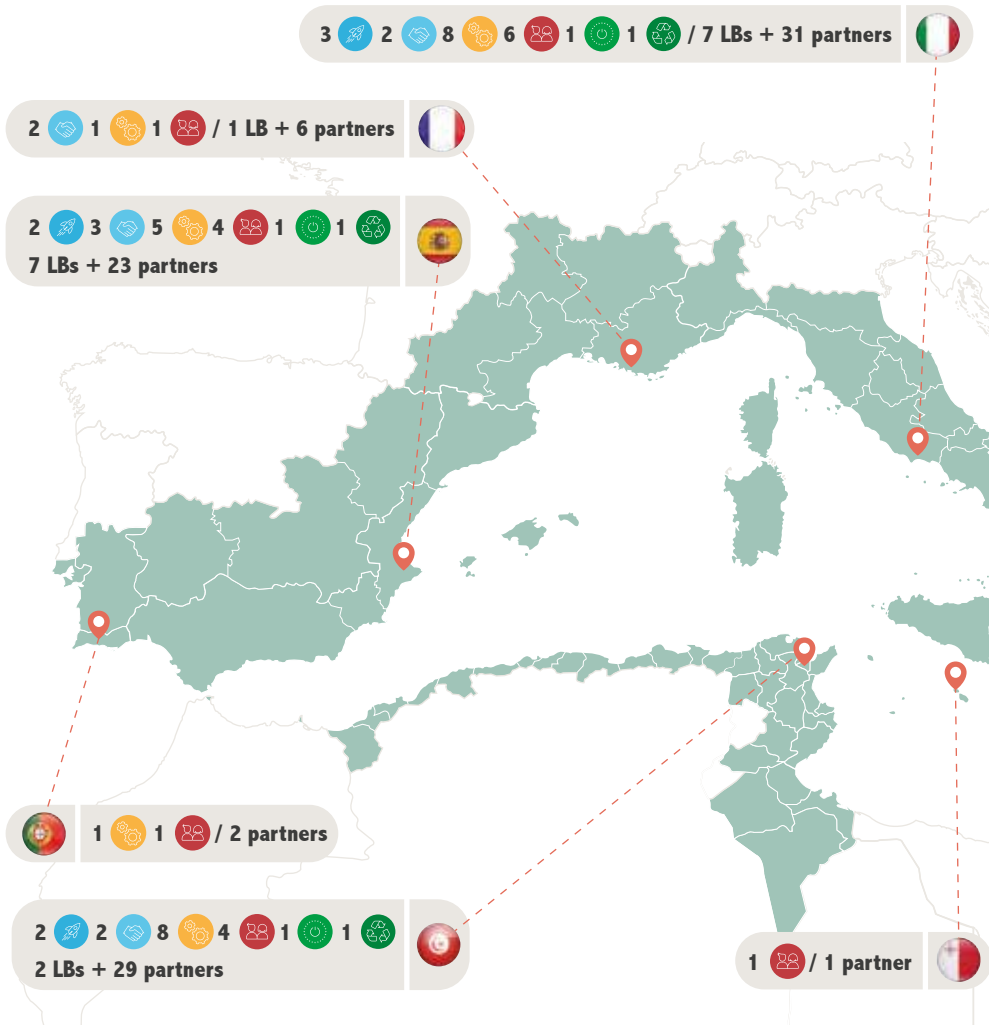 3 2 8 6 1 1 / 7 LBs + 31 partners
2 1 1 / 1 LB + 6 partners
2 3 5 4 1 1
7 LBs + 23 partners
1 1 / 2 partners
2 2 8 4 1 1
2 LBs + 29 partners
1 / 1 partner